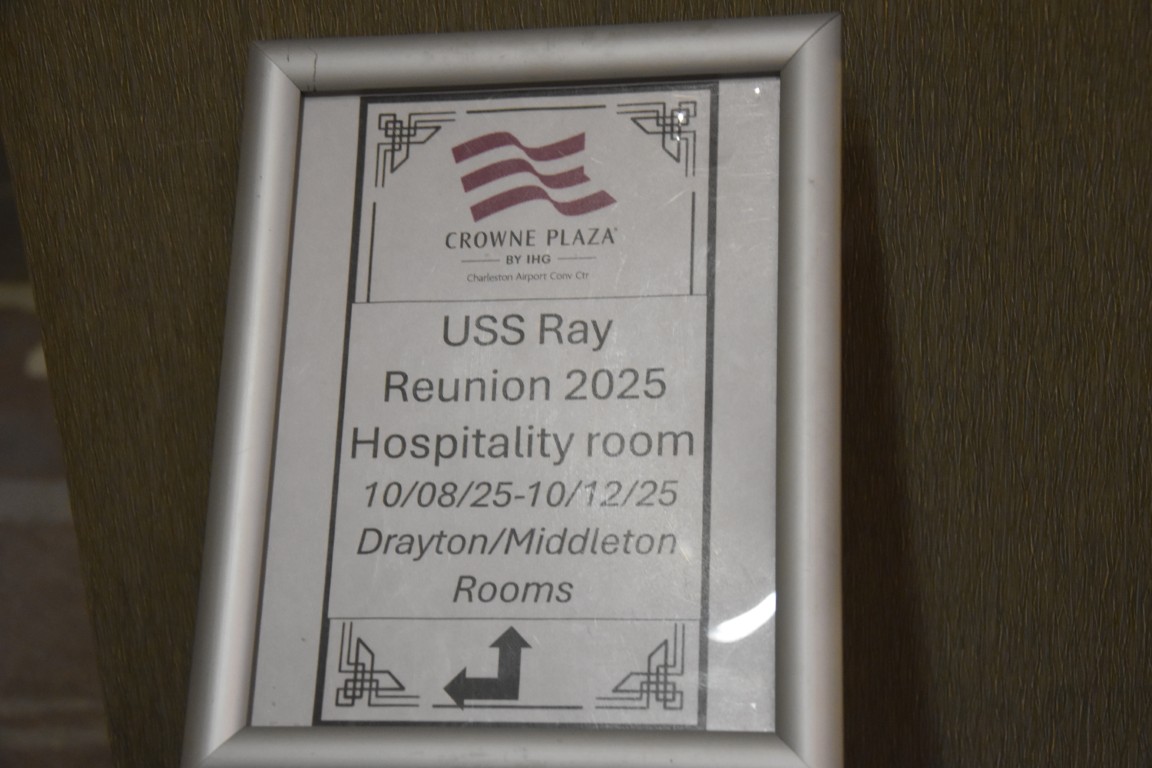 CROWNE PLAZA®
BY IHG
Charleston Airport Conv Ctr
USS Ray
Reunion 2025
Hospitality room
10/08/25-10/12/25
Drayton/Middleton
Rooms